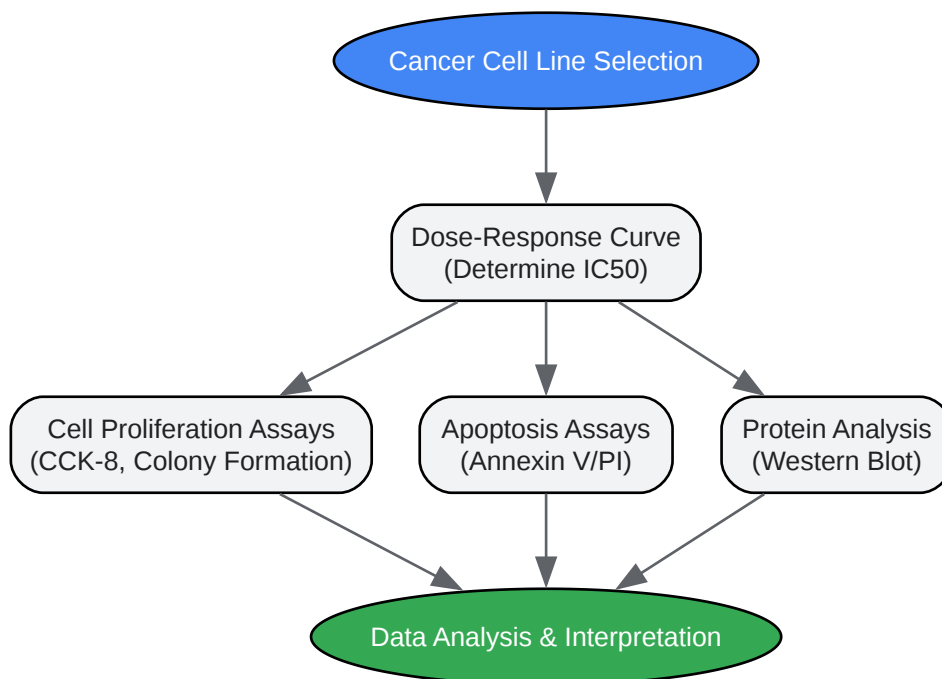 Cancer Cell Line Selection
Dose-Response Curve
(Determine IC50)
Cell Proliferation Assays
(CCK-8, Colony Formation)
Apoptosis Assays
(Annexin V/PI)
Protein Analysis
(Western Blot)
Data Analysis & Interpretation